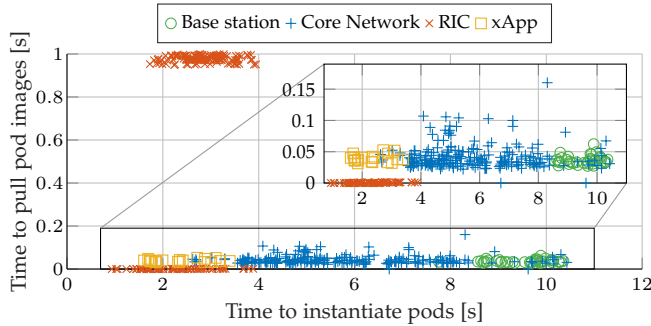 Base station Core Network RIC xApp
Time to pull pod images [s]
1
0.8
0.6
0.4
0.2
0
0 2 4 6 8 10 12
Time to instantiate pods [s]
0.15
0.1
0.05
0
2 4 6 8 10